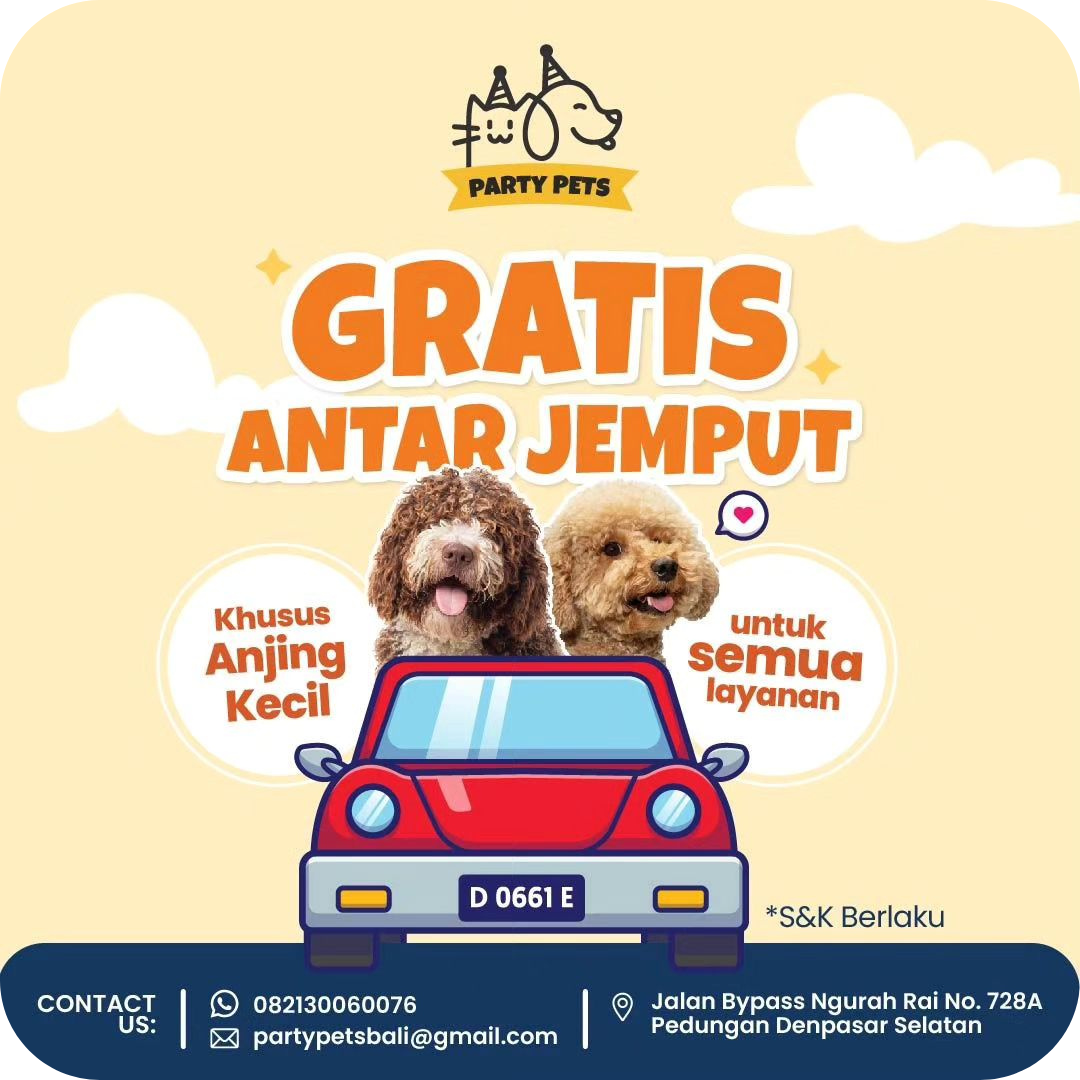 PARTY PETS
GRATIS
ANTAR JEMPUT
Khusus
Anjing
Kecil
untuk
semua
layanan
D 0661 E
*S&K Berlaku
CONTACT
US:
082130060076
partypetsbali@gmail.com
Jalan Bypass Ngurah Rai No. 728A
Pedungan Denpasar Selatan